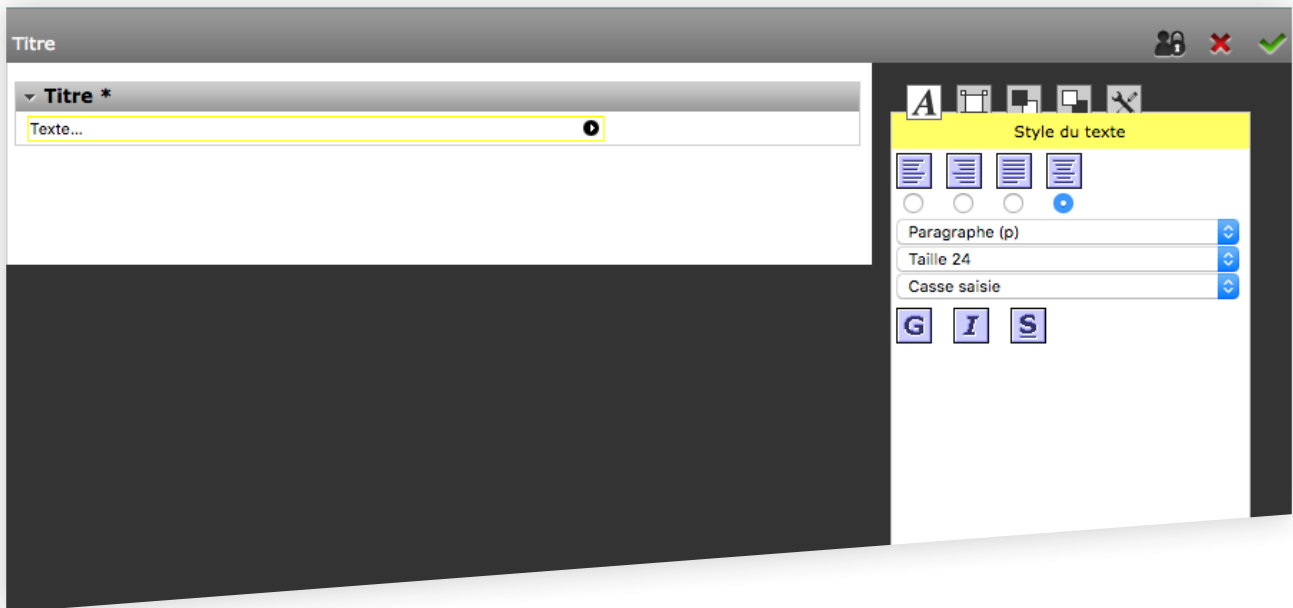 Titre
Titre *
Texte...
A
Style du texte
Paragraphe (p)
Taille 24
Casse saisie
G I S